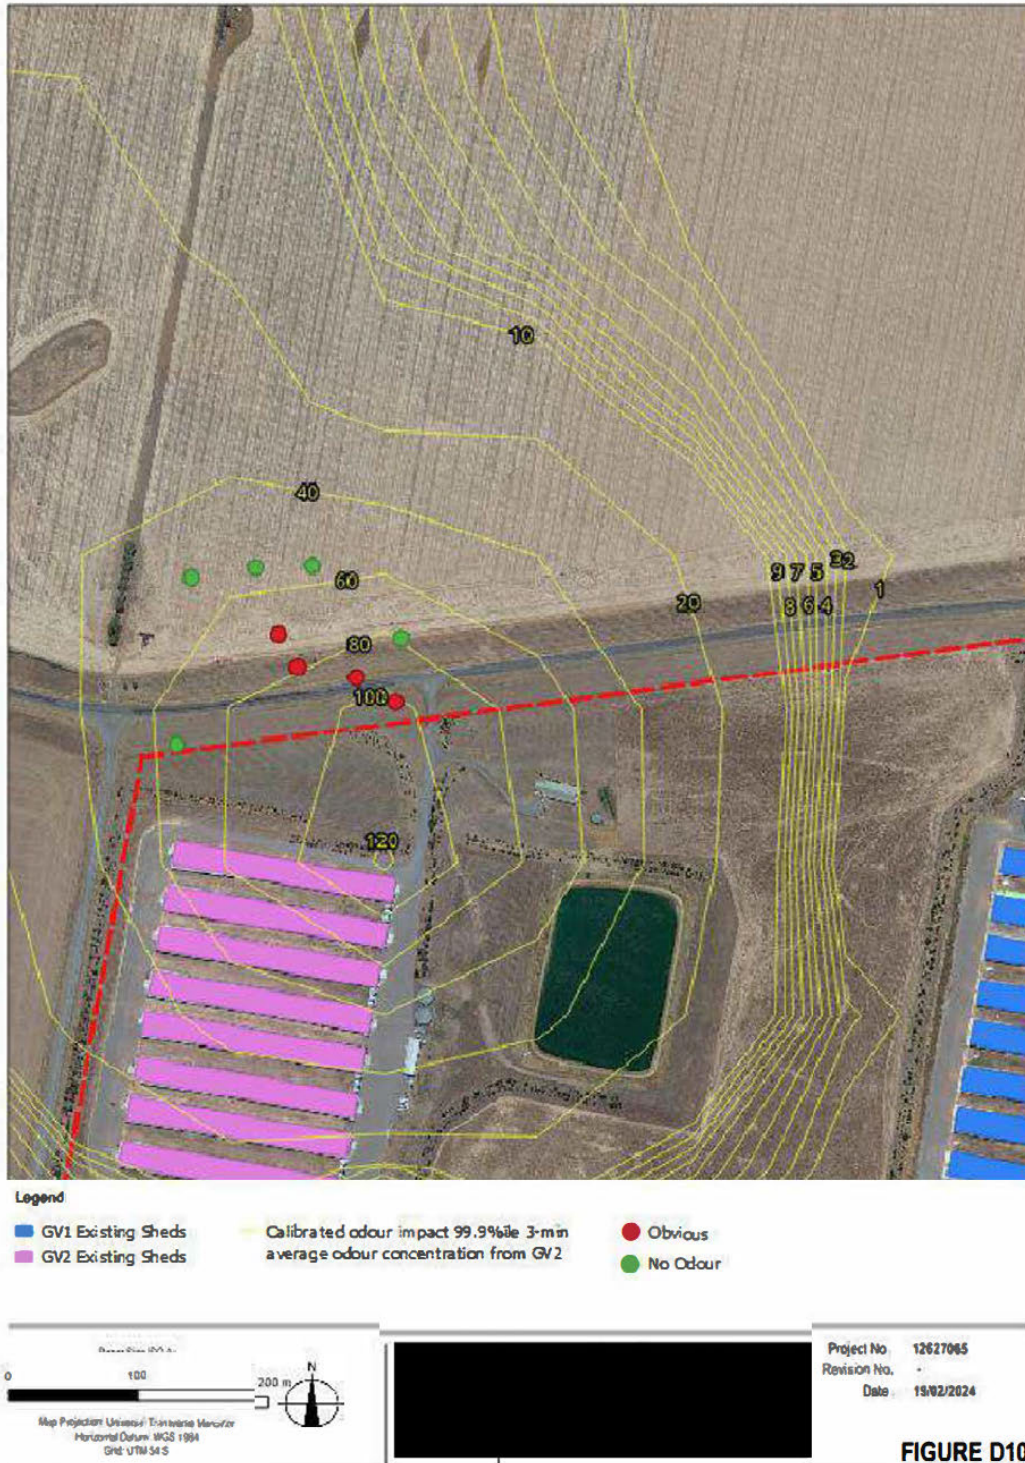 10
40
60
80
100
120
20
9 7 5 3 2
8 6 4
1
Legend
GV1 Existing Sheds
GV2 Existing Sheds
Calibrated odour impact 99.9%ile 3-min
average odour concentration from GV2
Obvious
No Odour
0 100 200 m
N
Map Projection: Universal Transverse Mercator
Horizontal Datum: WGS 1984
Grid: UTM 54 S
Project No 12627065
Revision No. -
Date 19/02/2024
FIGURE D10